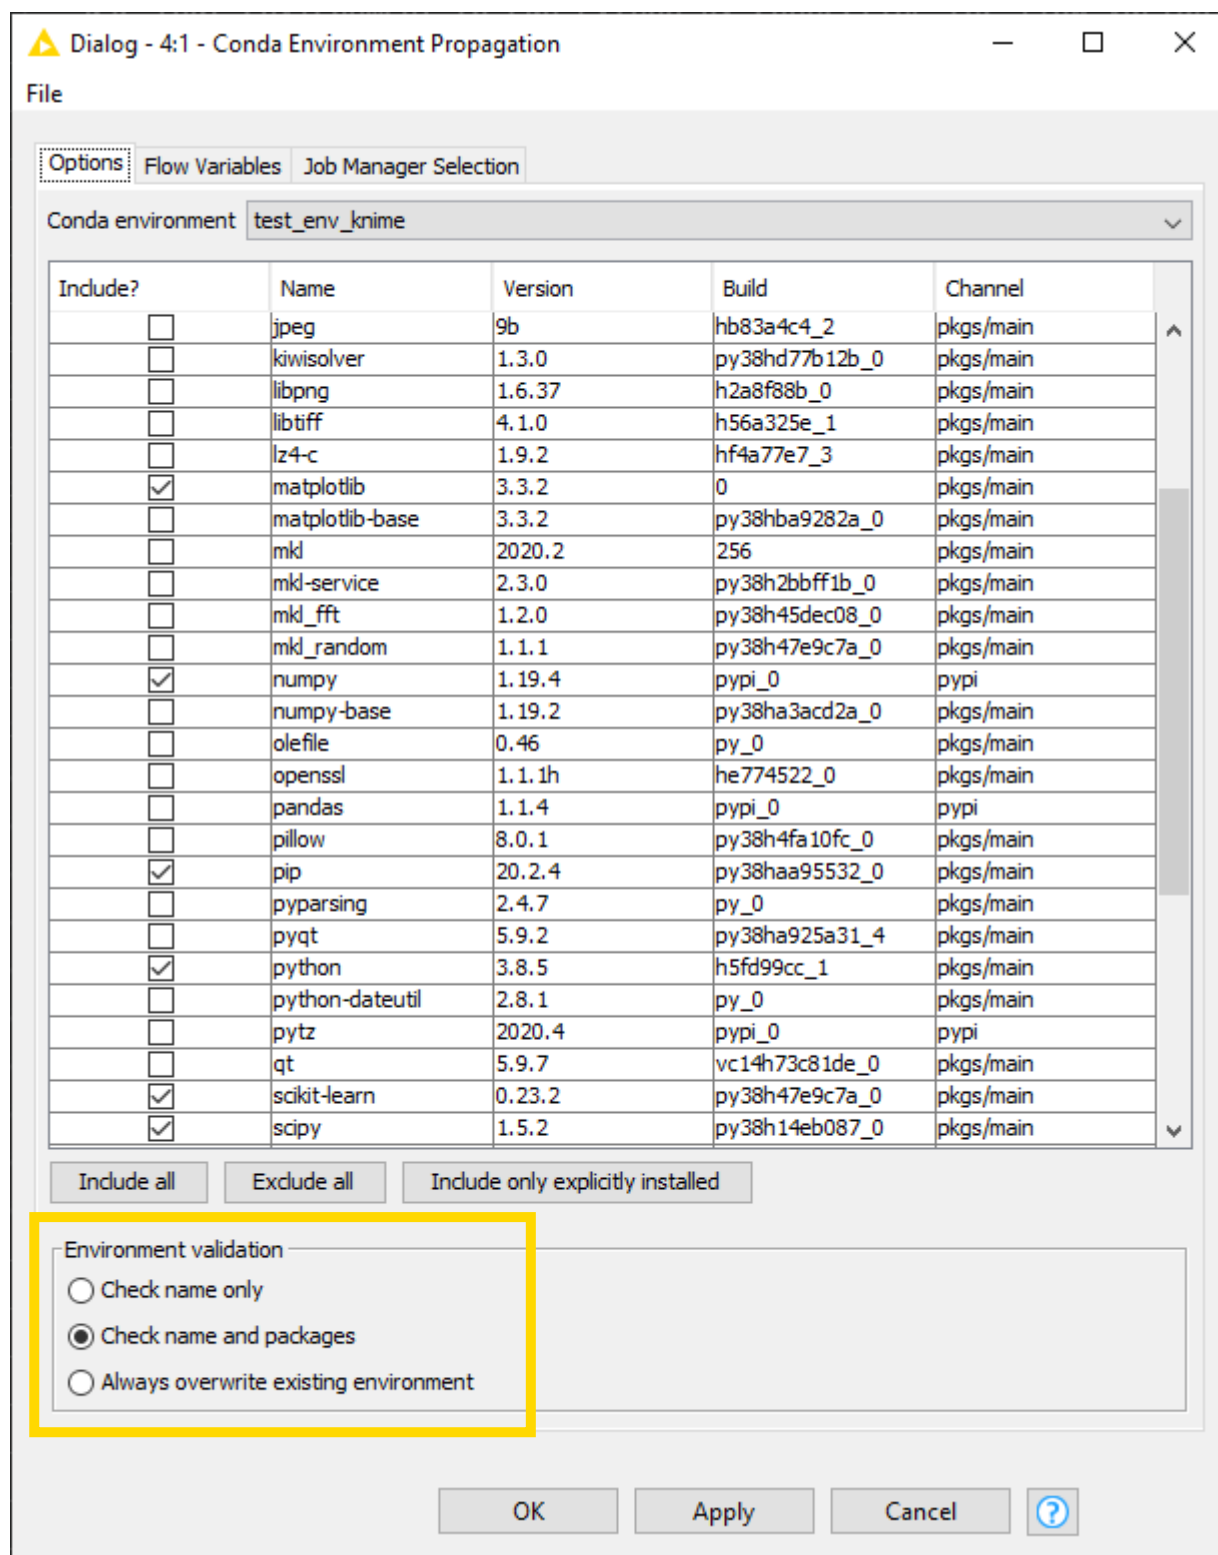 Dialog - 4:1 - Conda Environment Propagation
File
Options Flow Variables Job Manager Selection
Conda environment test_env_knime
Include? Name Version Build Channel
jpeg 9b hb83a4c4_2 pkgs/main
kiwisolver 1.3.0 py38hd77b12b_0 pkgs/main
libpng 1.6.37 h2a8f88b_0 pkgs/main
libtiff 4.1.0 h56a325e_1 pkgs/main
lz4-c 1.9.2 hf4a77e7_3 pkgs/main
matplotlib 3.3.2 0 pkgs/main
matplotlib-base 3.3.2 py38hba9282a_0 pkgs/main
mkl 2020.2 256 pkgs/main
mkl-service 2.3.0 py38h2bbff1b_0 pkgs/main
mkl_fft 1.2.0 py38h45dec08_0 pkgs/main
mkl_random 1.1.1 py38h47e9c7a_0 pkgs/main
numpy 1.19.4 pypi_0 pypi
numpy-base 1.19.2 py38ha3acd2a_0 pkgs/main
olefile 0.46 py_0 pkgs/main
openssl 1.1.1h he774522_0 pkgs/main
pandas 1.1.4 pypi_0 pypi
pillow 8.0.1 py38h4fa10fc_0 pkgs/main
pip 20.2.4 py38haa95532_0 pkgs/main
pyparsing 2.4.7 py_0 pkgs/main
pyqt 5.9.2 py38ha925a31_4 pkgs/main
python 3.8.5 h5fd99cc_1 pkgs/main
python-dateutil 2.8.1 py_0 pkgs/main
pytz 2020.4 pypi_0 pypi
qt 5.9.7 vc14h73c81de_0 pkgs/main
scikit-learn 0.23.2 py38h47e9c7a_0 pkgs/main
scipy 1.5.2 py38h14eb087_0 pkgs/main
Include all Exclude all Include only explicitly installed
Environment validation
Check name only
Check name and packages
Always overwrite existing environment
OK Apply Cancel ?